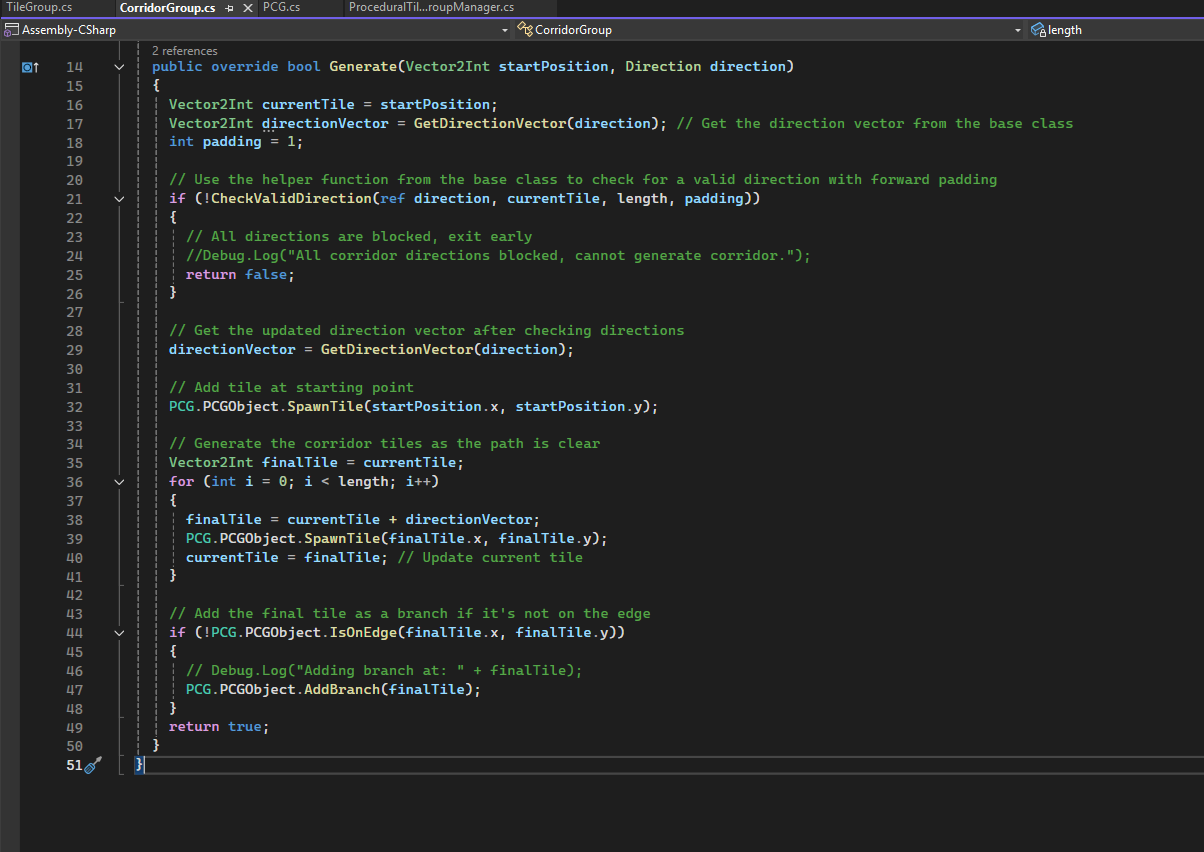 TileGroup.cs CorridorGroup.cs PCG.cs ProceduralTil...roupManager.cs
Assembly-CSharp CorridorGroup length
2 references
14 public override bool Generate(Vector2Int startPosition, Direction direction)
15 {
16 Vector2Int currentTile = startPosition;
17 Vector2Int directionVector = GetDirectionVector(direction); // Get the direction vector from the base class
18 int padding = 1;
19
20 // Use the helper function from the base class to check for a valid direction with forward padding
21 if (!CheckValidDirection(ref direction, currentTile, length, padding))
22 {
23 // All directions are blocked, exit early
24 //Debug.Log("All corridor directions blocked, cannot generate corridor.");
25 return false;
26 }
27
28 // Get the updated direction vector after checking directions
29 directionVector = GetDirectionVector(direction);
30
31 // Add tile at starting point
32 PCG.PCGObject.SpawnTile(startPosition.x, startPosition.y);
33
34 // Generate the corridor tiles as the path is clear
35 Vector2Int finalTile = currentTile;
36 for (int i = 0; i < length; i++)
37 {
38 finalTile = currentTile + directionVector;
39 PCG.PCGObject.SpawnTile(finalTile.x, finalTile.y);
40 currentTile = finalTile; // Update current tile
41 }
42
43 // Add the final tile as a branch if it's not on the edge
44 if (!PCG.PCGObject.IsOnEdge(finalTile.x, finalTile.y))
45 {
46 // Debug.Log("Adding branch at: " + finalTile);
47 PCG.PCGObject.AddBranch(finalTile);
48 }
49 return true;
50 }
51 }